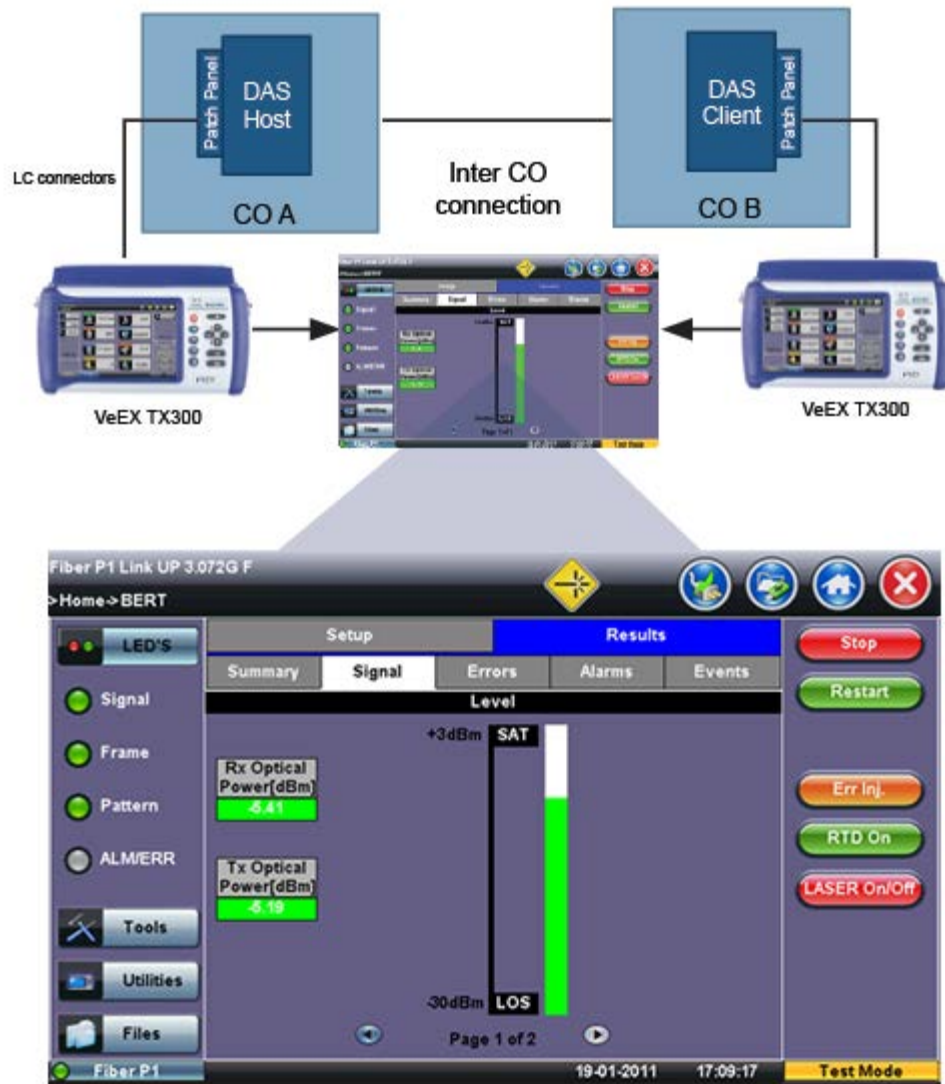 Patch Panel
DAS
Host
DAS
Client
Patch Panel
LC connectors
CO A
Inter CO
connection
CO B
VeEX TX300
VeEX TX300
Fiber P1 Link UP 3.072G F
>Home->BERT
LED'S
Signal
Frame
Pattern
ALM/ERR
Tools
Utilities
Files
Fiber P1
Setup
Results
Summary
Signal
Errors
Alarms
Events
Level
+3dBm SAT
Rx Optical
Power[dBm]
-5.41
Tx Optical
Power[dBm]
-5.19
-30dBm LOS
Page 1 of 2
Stop
Restart
Err Inj.
RTD On
LASER On/Off
19-01-2011 17:09:17
Test Mode